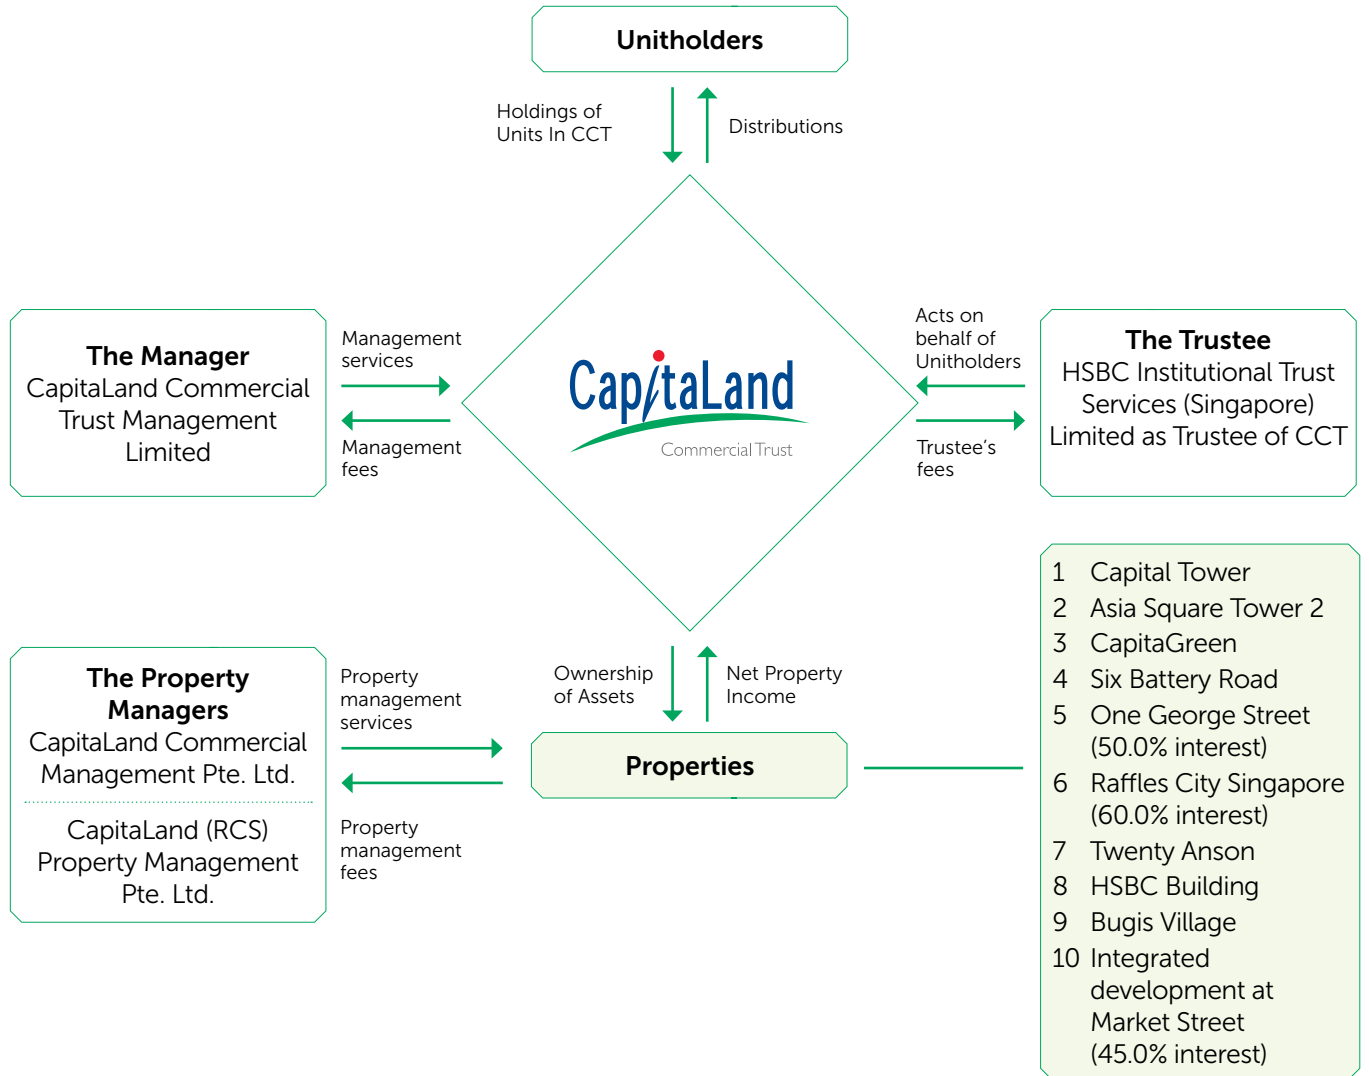 Unitholders
Holdings of
Units In CCT
Distributions
The Manager
CapitaLand Commercial
Trust Management
Limited
Management
services
Management
fees
CapitaLand
Commercial Trust
Acts on
behalf of
Unitholders
Trustee's
fees
The Trustee
HSBC Institutional Trust
Services (Singapore)
Limited as Trustee of CCT
The Property
Managers
CapitaLand Commercial
Management Pte. Ltd.
CapitaLand (RCS)
Property Management
Pte. Ltd.
Property
management
services
Property
management
fees
Ownership
of Assets
Net Property
Income
Properties
1 Capital Tower
2 Asia Square Tower 2
3 CapitaGreen
4 Six Battery Road
5 One George Street
(50.0% interest)
6 Raffles City Singapore
(60.0% interest)
7 Twenty Anson
8 HSBC Building
9 Bugis Village
10 Integrated
development at
Market Street
(45.0% interest)